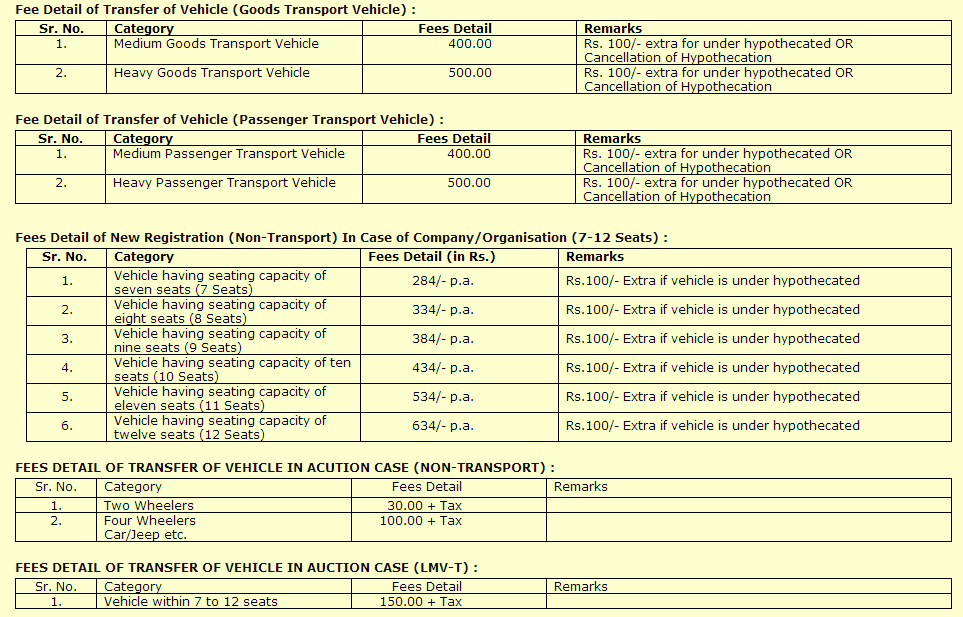 Fee Detail of Transfer of Vehicle (Goods Transport Vehicle) :
Sr. No. Category Fees Detail Remarks
1. Medium Goods Transport Vehicle 400.00 Rs. 100/- extra for under hypothecated OR
Cancellation of Hypothecation
2. Heavy Goods Transport Vehicle 500.00 Rs. 100/- extra for under hypothecated OR
Cancellation of Hypothecation
Fee Detail of Transfer of Vehicle (Passenger Transport Vehicle) :
Sr. No. Category Fees Detail Remarks
1. Medium Passenger Transport Vehicle 400.00 Rs. 100/- extra for under hypothecated OR
Cancellation of Hypothecation
2. Heavy Passenger Transport Vehicle 500.00 Rs. 100/- extra for under hypothecated OR
Cancellation of Hypothecation
Fees Detail of New Registration (Non-Transport) In Case of Company/Organisation (7-12 Seats) :
Sr. No. Category Fees Detail (in Rs.) Remarks
1. Vehicle having seating capacity of
seven seats (7 Seats) 284/- p.a. Rs.100/- Extra if vehicle is under hypothecated
2. Vehicle having seating capacity of
eight seats (8 Seats) 334/- p.a. Rs.100/- Extra if vehicle is under hypothecated
3. Vehicle having seating capacity of
nine seats (9 Seats) 384/- p.a. Rs.100/- Extra if vehicle is under hypothecated
4. Vehicle having seating capacity of ten
seats (10 Seats) 434/- p.a. Rs.100/- Extra if vehicle is under hypothecated
5. Vehicle having seating capacity of
eleven seats (11 Seats) 534/- p.a. Rs.100/- Extra if vehicle is under hypothecated
6. Vehicle having seating capacity of
twelve seats (12 Seats) 634/- p.a. Rs.100/- Extra if vehicle is under hypothecated
FEES DETAIL OF TRANSFER OF VEHICLE IN ACUTION CASE (NON-TRANSPORT) :
Sr. No. Category Fees Detail Remarks
1. Two Wheelers 30.00 + Tax
2. Four Wheelers 100.00 + Tax
Car/Jeep etc.
FEES DETAIL OF TRANSFER OF VEHICLE IN AUCTION CASE (LMV-T) :
Sr. No. Category Fees Detail Remarks
1. Vehicle within 7 to 12 seats 150.00 + Tax